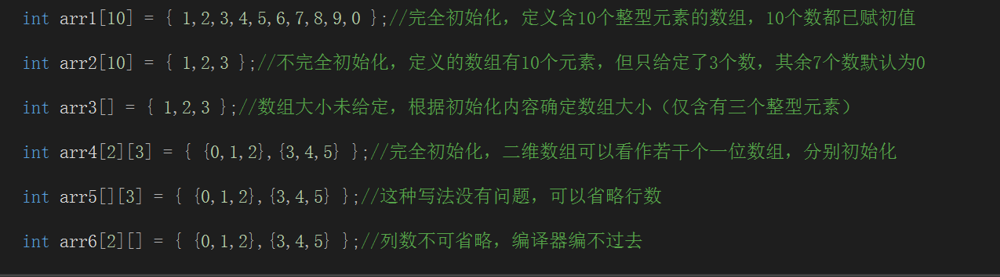 int arr1[10] = { 1,2,3,4,5,6,7,8,9,0 };//完全初始化，定义含10个整型元素的数组，10个数都已赋初值
int arr2[10] = { 1,2,3 };//不完全初始化，定义的数组有10个元素，但只给定了3个数，其余7个数默认为0
int arr3[] = { 1,2,3 };//数组大小未给定，根据初始化内容确定数组大小（仅含有三个整型元素）
int arr4[2][3] = { {0,1,2},{3,4,5} };//完全初始化，二维数组可以看作若干个一位数组，分别初始化
int arr5[][3] = { {0,1,2},{3,4,5} };//这种写法没有问题，可以省略行数
int arr6[2][] = { {0,1,2},{3,4,5} };//列数不可省略，编译器编不过去